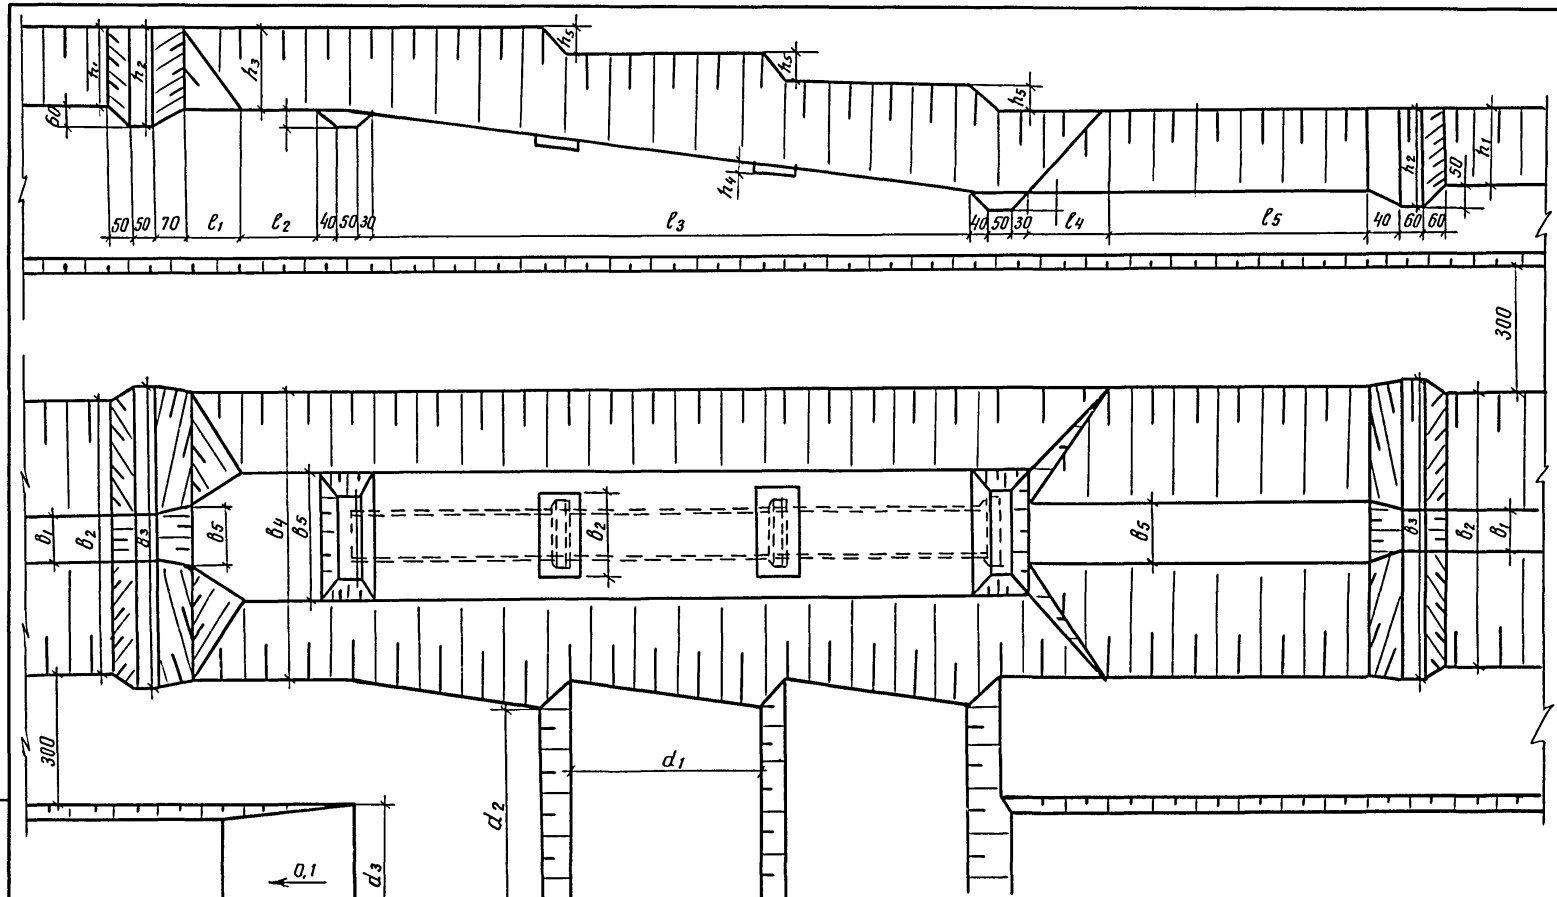 h₁ h₂ h₃ h₅ h₅ h₅
60 h₄ h₂ h₁ 50
50 50 70 ℓ₁ ℓ₂ 40 50 30 ℓ₃ 40 50 30 ℓ₄ ℓ₅ 40 60 60
300
в₁ в₂ в₃ в₅ в₄ в₅ в₂ в₅ в₃ в₂ в₁
300 d₁
d₂
0,1 d₃